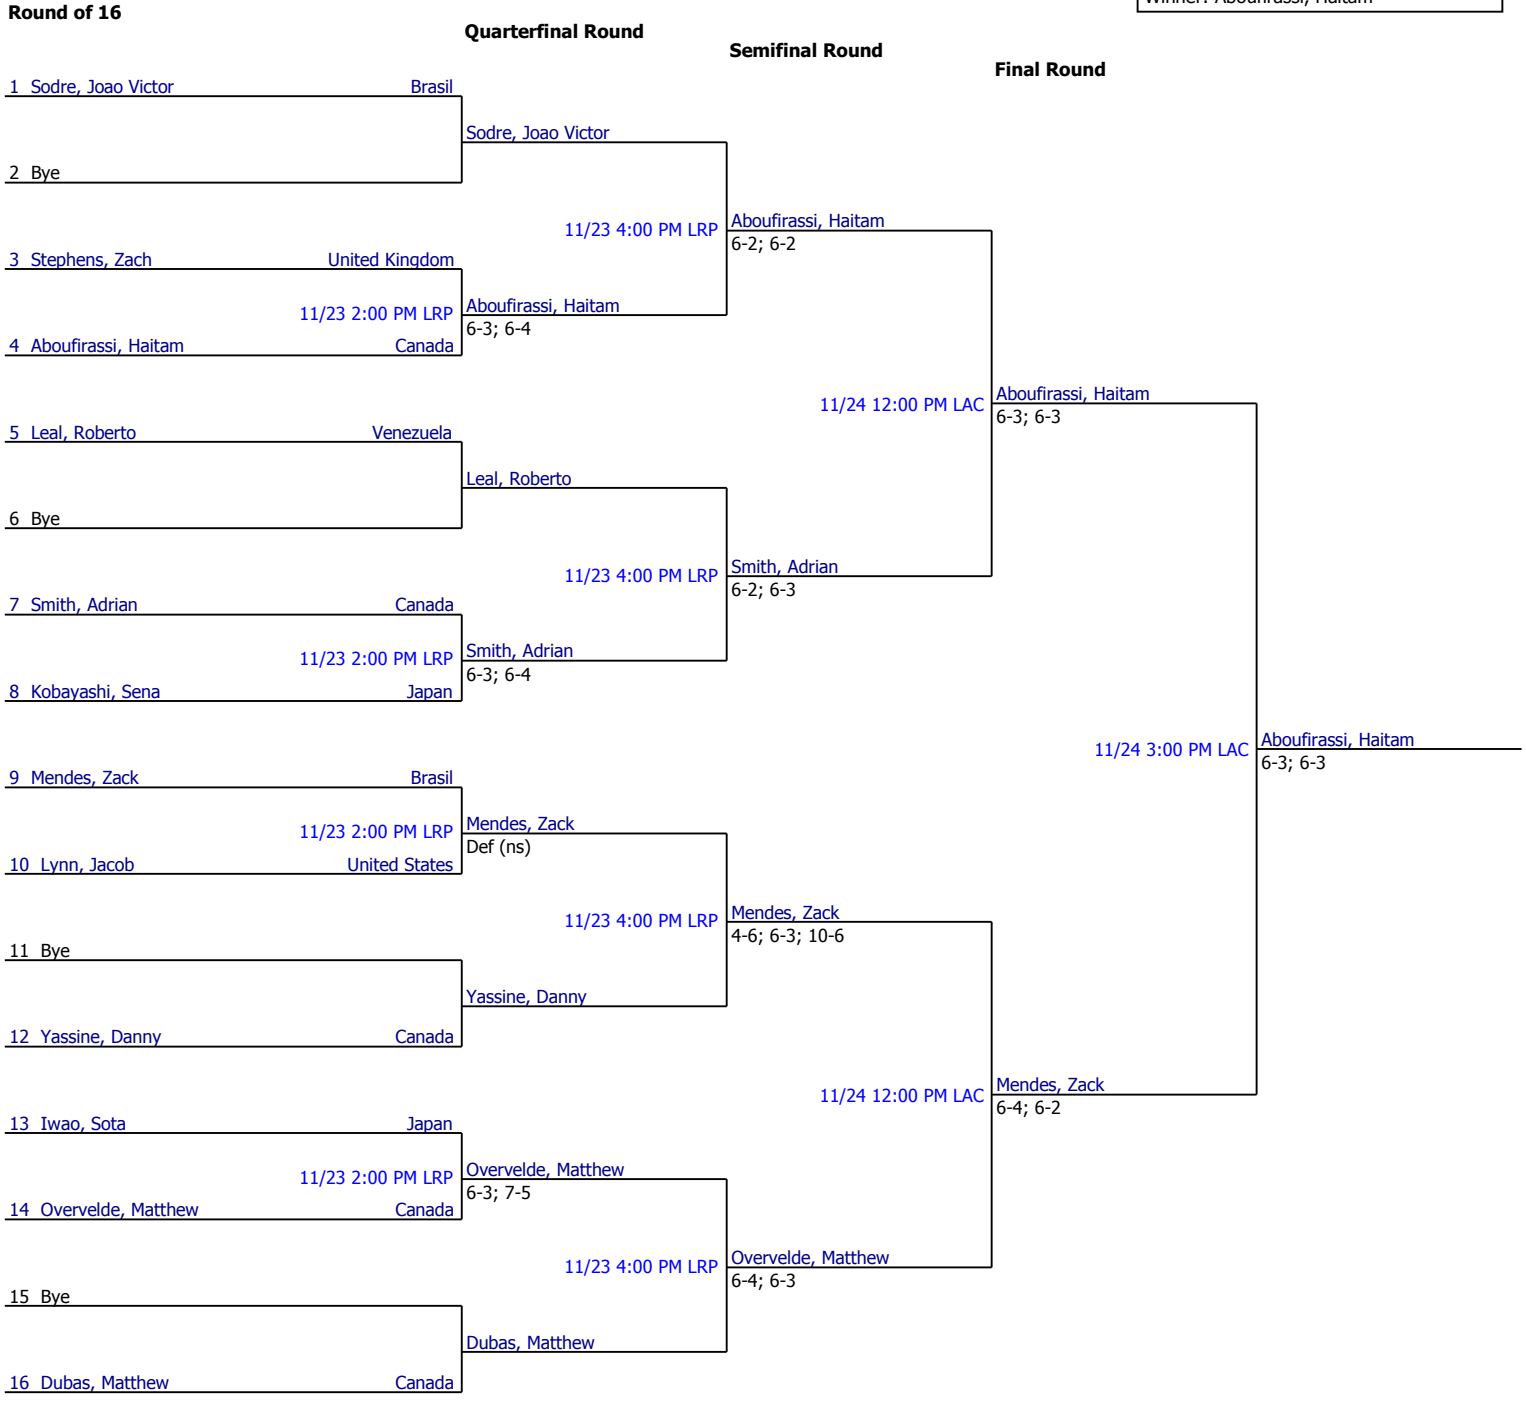 Winner: Aboufirassi, Haitam
Round of 16
Quarterfinal Round
Semifinal Round
Final Round
1 Sodre, Joao Victor Brasil
Sodre, Joao Victor
2 Bye
11/23 4:00 PM LRP Aboufirassi, Haitam
6-2; 6-2
3 Stephens, Zach United Kingdom
11/23 2:00 PM LRP Aboufirassi, Haitam
6-3; 6-4
4 Aboufirassi, Haitam Canada
11/24 12:00 PM LAC Aboufirassi, Haitam
6-3; 6-3
5 Leal, Roberto Venezuela
Leal, Roberto
6 Bye
11/23 4:00 PM LRP Smith, Adrian
6-2; 6-3
7 Smith, Adrian Canada
11/23 2:00 PM LRP Smith, Adrian
6-3; 6-4
8 Kobayashi, Sena Japan
11/24 3:00 PM LAC Aboufirassi, Haitam
6-3; 6-3
9 Mendes, Zack Brasil
11/23 2:00 PM LRP Mendes, Zack
Def (ns)
10 Lynn, Jacob United States
11/23 4:00 PM LRP Mendes, Zack
4-6; 6-3; 10-6
11 Bye
Yassine, Danny
12 Yassine, Danny Canada
11/24 12:00 PM LAC Mendes, Zack
6-4; 6-2
13 Iwao, Sota Japan
11/23 2:00 PM LRP Overvelde, Matthew
6-3; 7-5
14 Overvelde, Matthew Canada
11/23 4:00 PM LRP Overvelde, Matthew
6-4; 6-3
15 Bye
Dubas, Matthew
16 Dubas, Matthew Canada